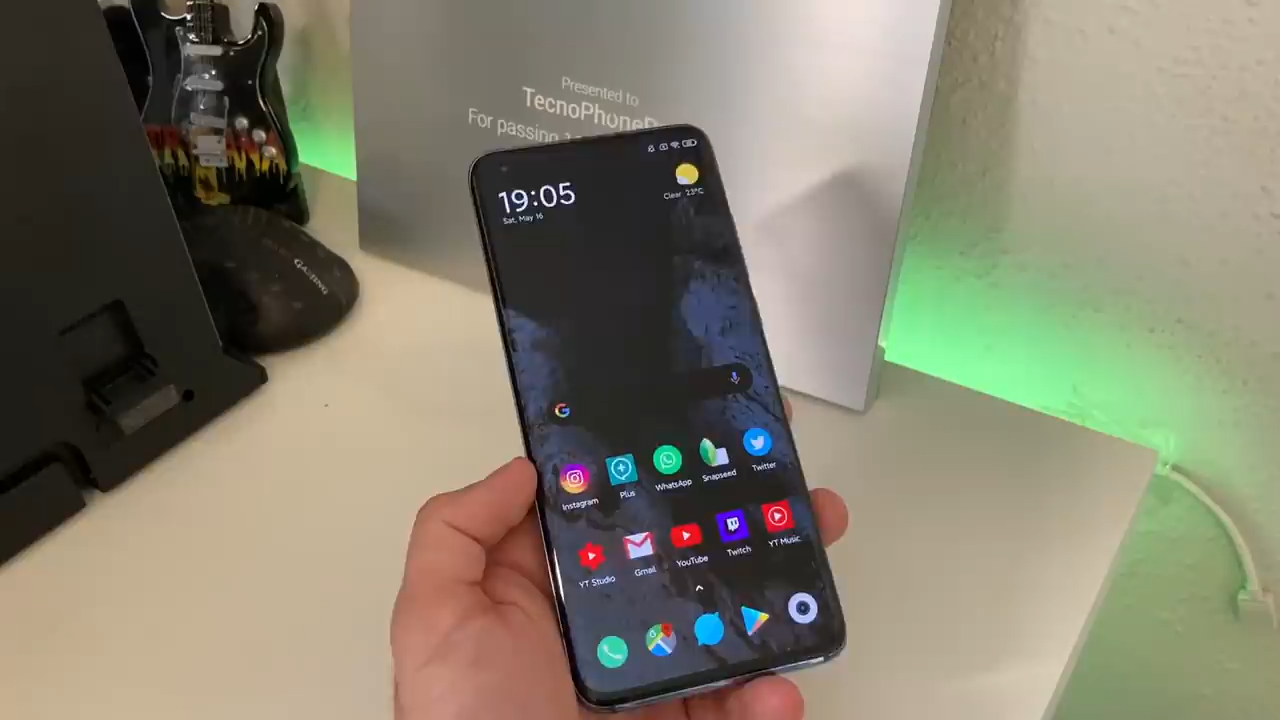 Presented to
TecnoPhone
For passing
19:05
Sat, May 16
Clear 23°C
GAMING
G
Instagram
Plus
WhatsApp
Snapseed
Twitter
YT Studio
Gmail
YouTube
Twitch
YT Music